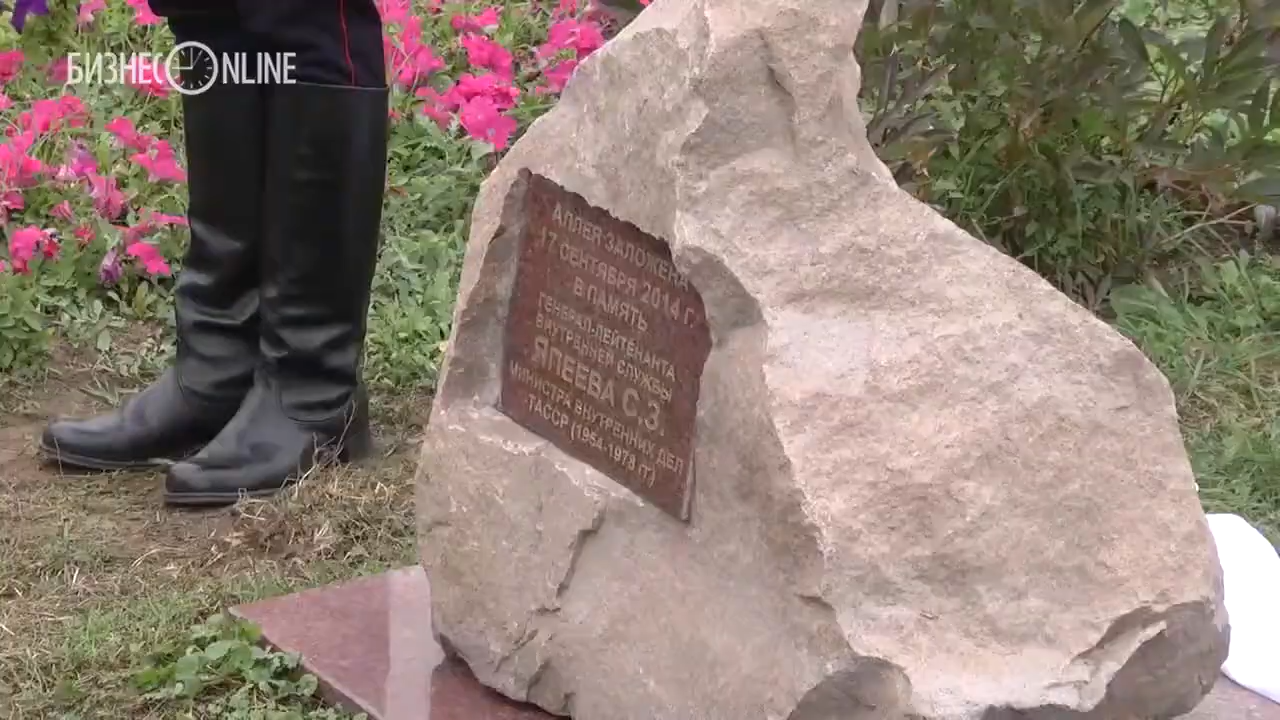 БИЗНЕС ONLINE
АЛЛЕЯ ЗАЛОЖЕНА
17 СЕНТЯБРЯ 2014 Г.
В ПАМЯТЬ
ГЕНЕРАЛ-ЛЕЙТЕНАНТА
ВНУТРЕННЕЙ СЛУЖБЫ
ЯПЕЕВА С.З.
МИНИСТРА ВНУТРЕННИХ ДЕЛ
ТАССР (1954-1978 гг)